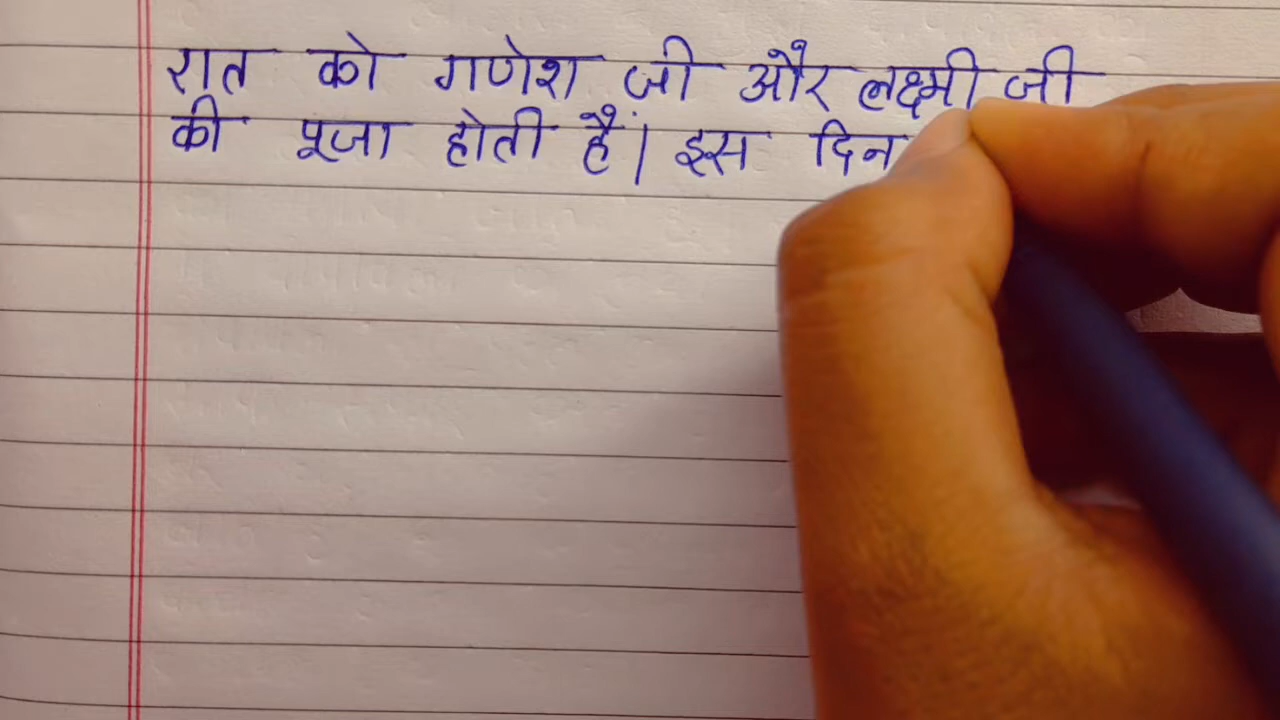 रात को गणेश जी और लक्ष्मी जी
की पूजा होती हैं। इस दिन